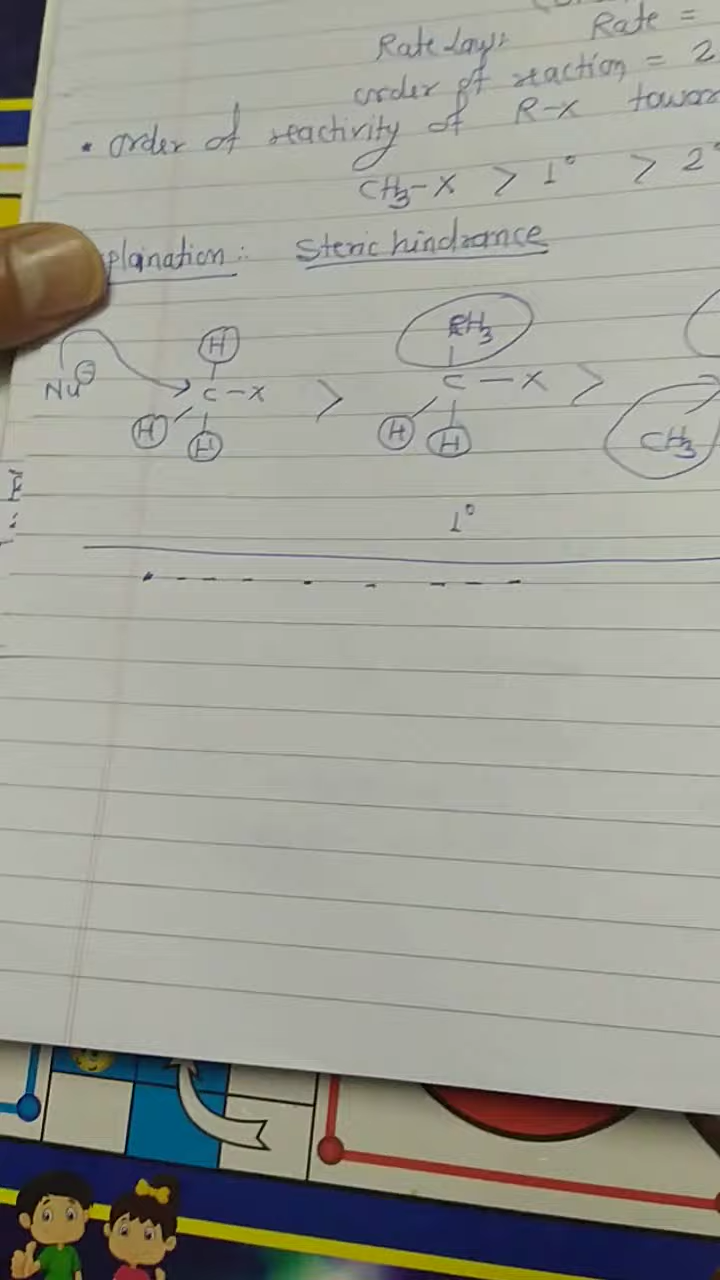 Rate Law: Rate =
order of reaction = 2
• Order of reactivity of R-X towar
CH3-X > 1° > 2°
plaination: Steric hindrance
H CH3
Nu⊖ C-X > C-X >
H H H H CH3
1°